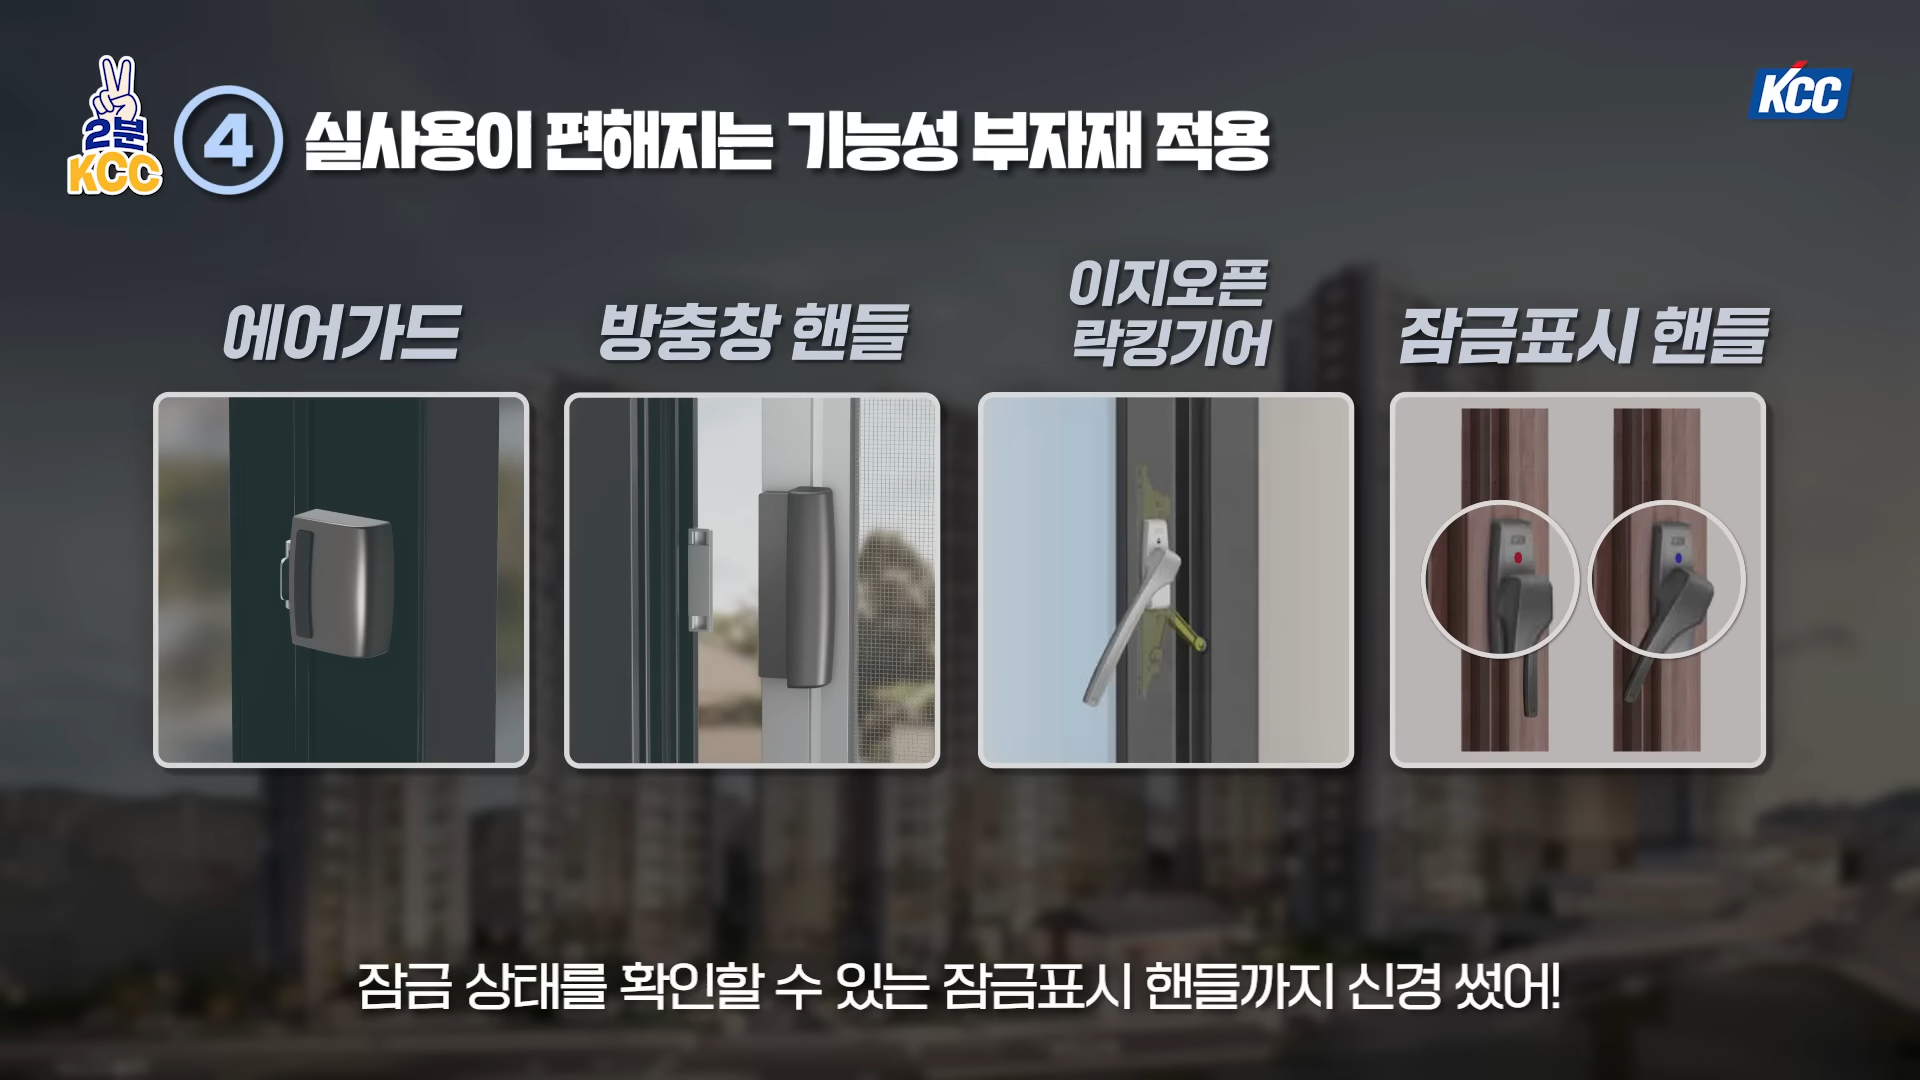 2분
KCC
4 실사용이 편해지는 기능성 부자재 적용
KCC
에어가드
방충창 핸들
이지오픈
락킹기어
잠금표시 핸들
잠금 상태를 확인할 수 있는 잠금표시 핸들까지 신경 썼어!